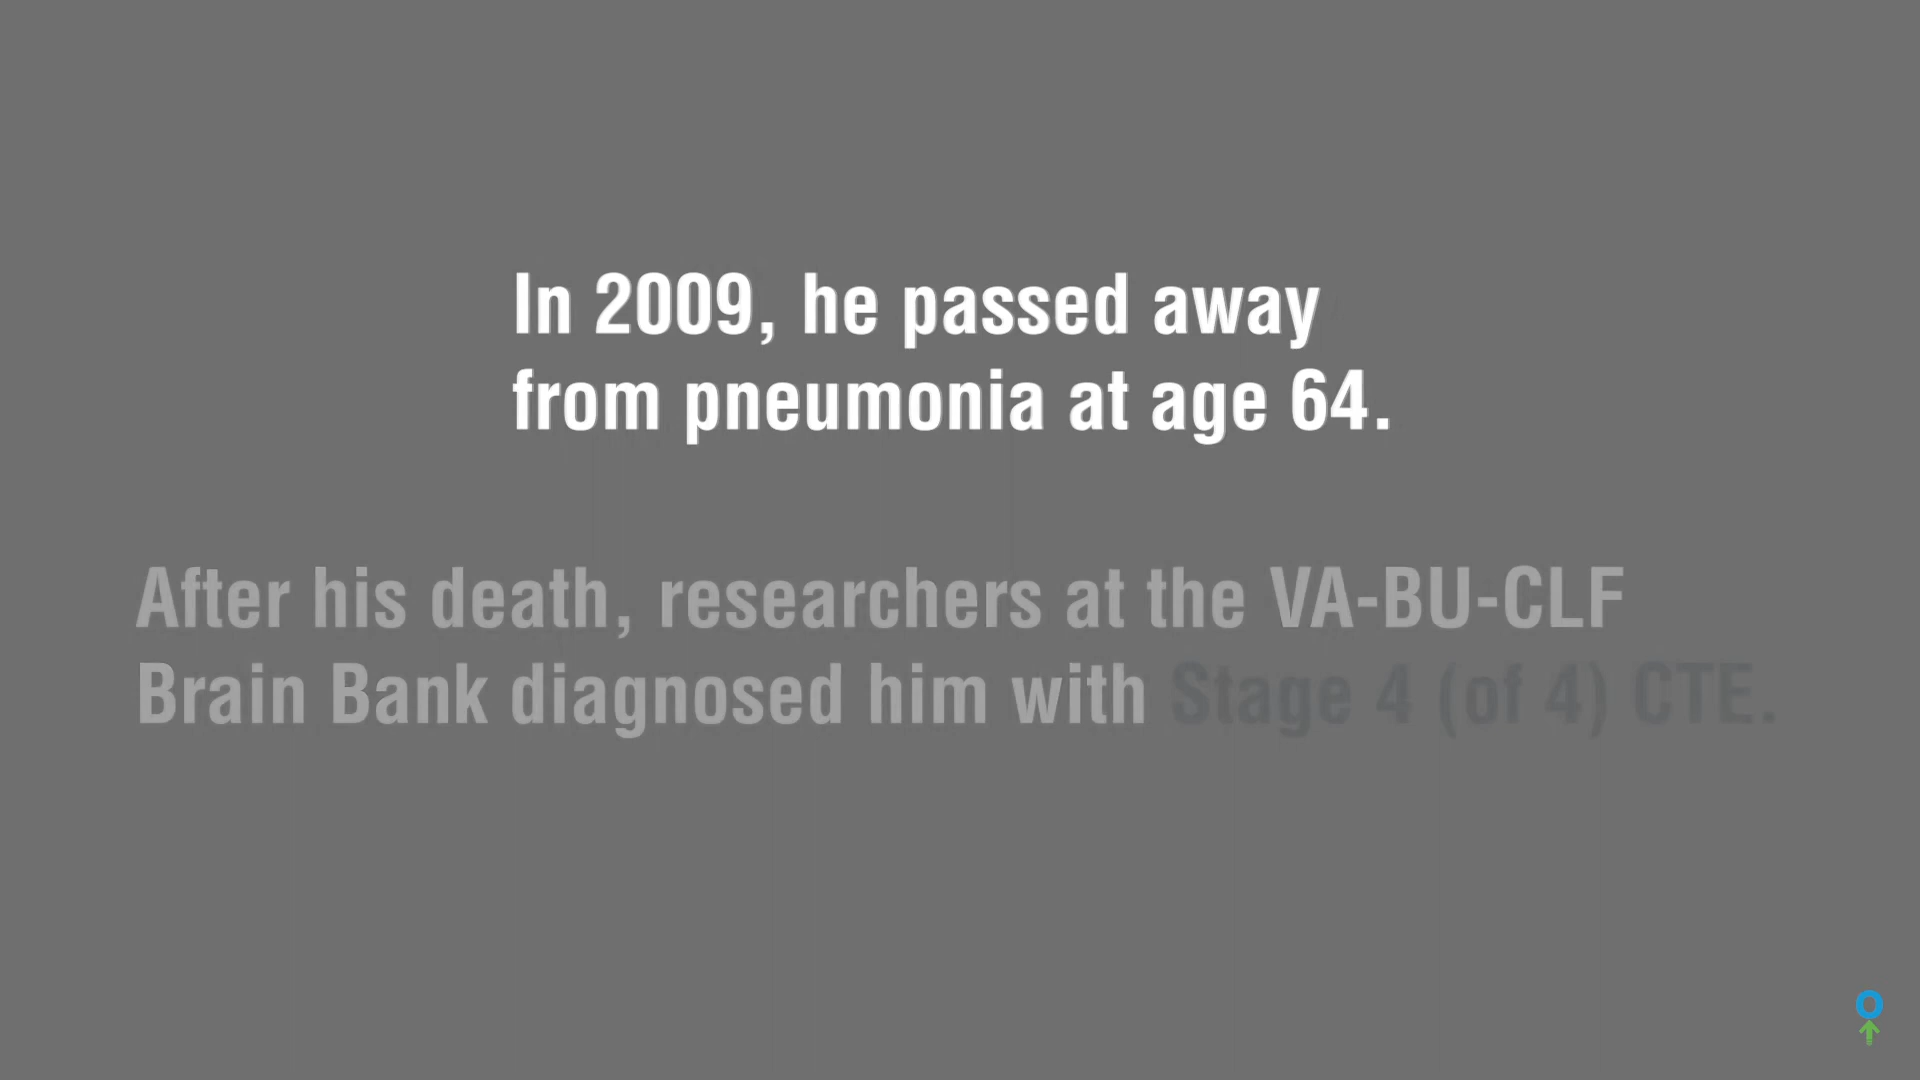 In 2009, he passed away
from pneumonia at age 64.
After his death, researchers at the VA-BU-CLF
Brain Bank diagnosed him with Stage 4 (of 4) CTE.